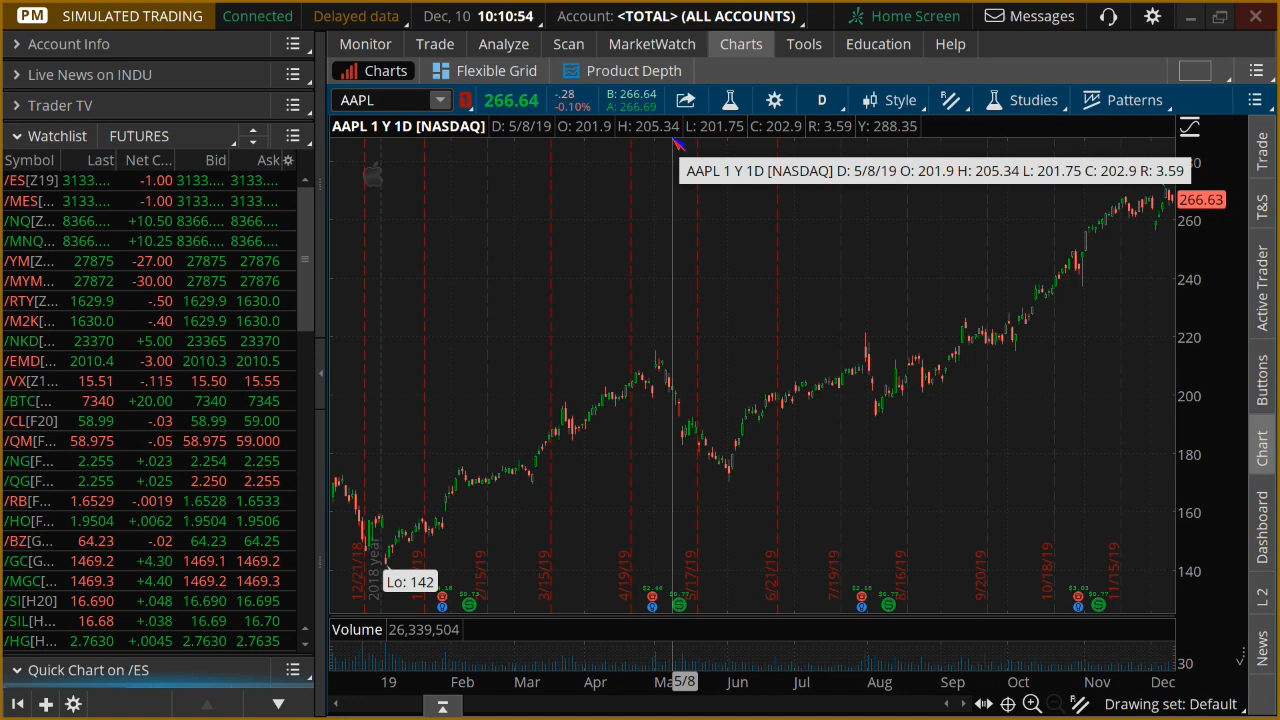 PM SIMULATED TRADING Connected Delayed data Dec, 10 10:10:54 Account: <TOTAL> (ALL ACCOUNTS) Home Screen Messages
Account Info
Live News on INDU
Trader TV
Watchlist FUTURES
Symbol Last Net C... Bid Ask
/ES[Z19] 3133.... -1.00 3133.... 3133....
/MES[... 3133.... -1.00 3133.... 3133....
/NQ[Z... 8366.... +10.50 8366.... 8366....
/MNQ... 8366.... +10.25 8366.... 8366....
/YM[Z... 27875 -27.00 27875 27876
/MYM... 27872 -30.00 27875 27876
/RTY[Z... 1629.9 -.50 1629.9 1630.0
/M2K[... 1630.0 -.40 1629.9 1630.0
/NKD[... 23370 +5.00 23365 23370
/EMD[... 2010.4 -3.00 2010.3 2010.5
/VX[Z1... 15.51 -.115 15.50 15.55
/BTC[... 7340 +20.00 7340 7345
/CL[F20] 58.99 -.03 58.99 59.00
/QM[F... 58.975 -.05 58.975 59.000
/NG[F... 2.255 +.023 2.254 2.255
/QG[F... 2.255 +.025 2.250 2.255
/RB[F... 1.6529 -.0019 1.6528 1.6533
/HO[F... 1.9504 +.0062 1.9504 1.9506
/BZ[G... 64.23 -.02 64.23 64.25
/GC[G... 1469.2 +4.30 1469.1 1469.2
/MGC[... 1469.3 +4.40 1469.2 1469.3
/SI[H20] 16.690 +.048 16.690 16.695
/SIL[H... 16.68 +.038 16.69 16.70
/HG[H... 2.7630 +.0045 2.7630 2.7635
Quick Chart on /ES
Monitor Trade Analyze Scan MarketWatch Charts Tools Education Help
Charts Flexible Grid Product Depth
AAPL 1 266.64 -.28 -0.10% B: 266.64 A: 266.69 D Style Studies Patterns
AAPL 1 Y 1D [NASDAQ] D: 5/8/19 O: 201.9 H: 205.34 L: 201.75 C: 202.9 R: 3.59 Y: 288.35
AAPL 1 Y 1D [NASDAQ] D: 5/8/19 O: 201.9 H: 205.34 L: 201.75 C: 202.9 R: 3.59
266.63
260
240
220
200
180
160
140
Lo: 142
12/21/18
2018 year
2/15/19
3/15/19
4/19/19
5/17/19
6/21/19
9/20/19
10/18/19
11/15/19
Volume 26,339,504
30
19 Feb Mar Apr 5/8 Jun Jul Aug Sep Oct Nov Dec
Drawing set: Default
Trade
T&S
Active Trader
Buttons
Chart
Dashboard
L 2
News